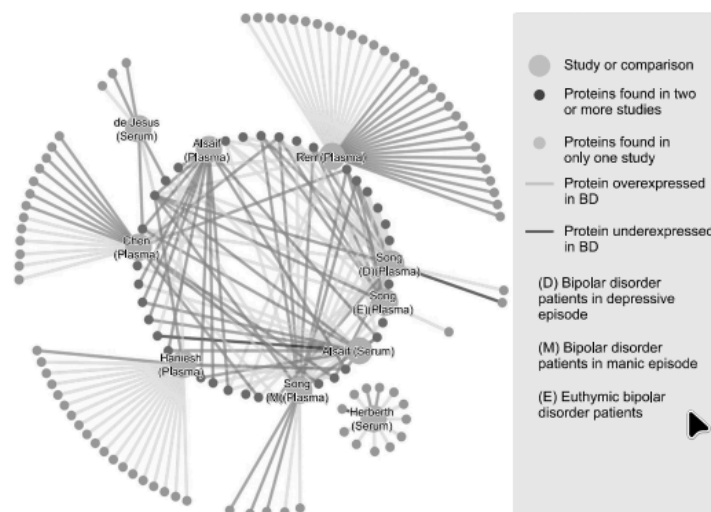 de Jesus
(Serum)
Alsaif
(Plasma)
Ren (Plasma)
Chen
(Plasma)
Song
(D)(Plasma)
Song
(E)(Plasma)
Alsaif (Serum)
Haniesh
(Plasma)
Song
(M)(Plasma)
Herberth
(Serum)
Study or comparison
Proteins found in two
or more studies
Proteins found in
only one study
Protein overexpressed
in BD
Protein underexpressed
in BD
(D) Bipolar disorder
patients in depressive
episode
(M) Bipolar disorder
patients in manic episode
(E) Euthymic bipolar
disorder patients